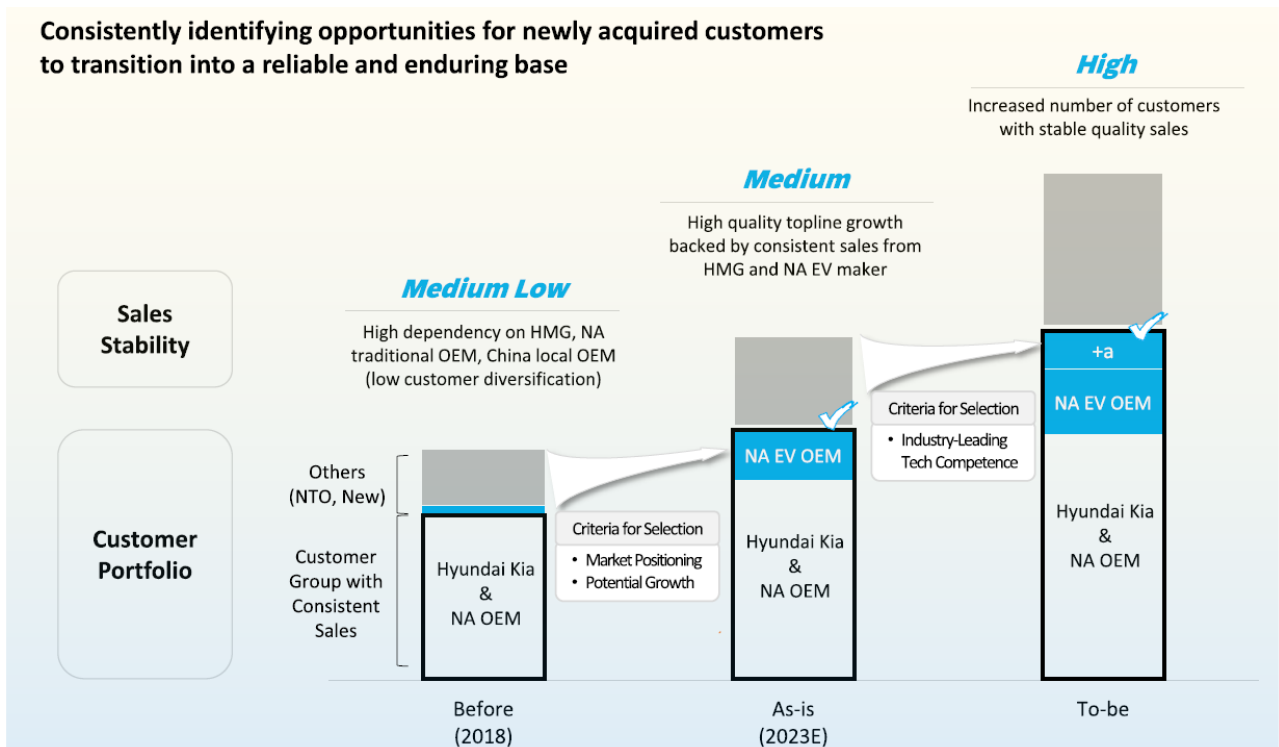 Consistently identifying opportunities for newly acquired customers
to transition into a reliable and enduring base
High
Increased number of customers
with stable quality sales
Medium
High quality topline growth
backed by consistent sales from
HMG and NA EV maker
Medium Low
High dependency on HMG, NA
traditional OEM, China local OEM
(low customer diversification)
Sales
Stability
Customer
Portfolio
Others
(NTO, New)
Customer
Group with
Consistent
Sales
Hyundai Kia
&
NA OEM
Criteria for Selection
• Market Positioning
• Potential Growth
NA EV OEM
Hyundai Kia
&
NA OEM
Criteria for Selection
• Industry-Leading
Tech Competence
+a
NA EV OEM
Hyundai Kia
&
NA OEM
Before
(2018)
As-is
(2023E)
To-be